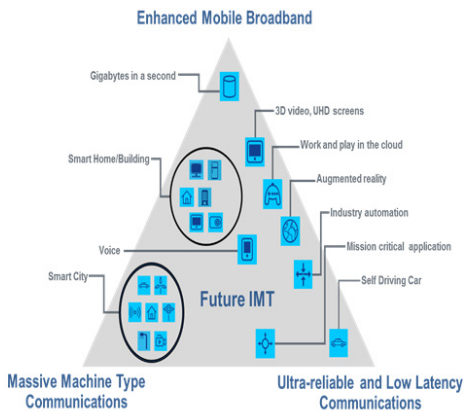 Enhanced Mobile Broadband
Gigabytes in a second
3D video, UHD screens
Smart Home/Building
Work and play in the cloud
Augmented reality
Industry automation
Voice
Mission critical application
Smart City
Self Driving Car
Future IMT
Massive Machine Type
Communications
Ultra-reliable and Low Latency
Communications